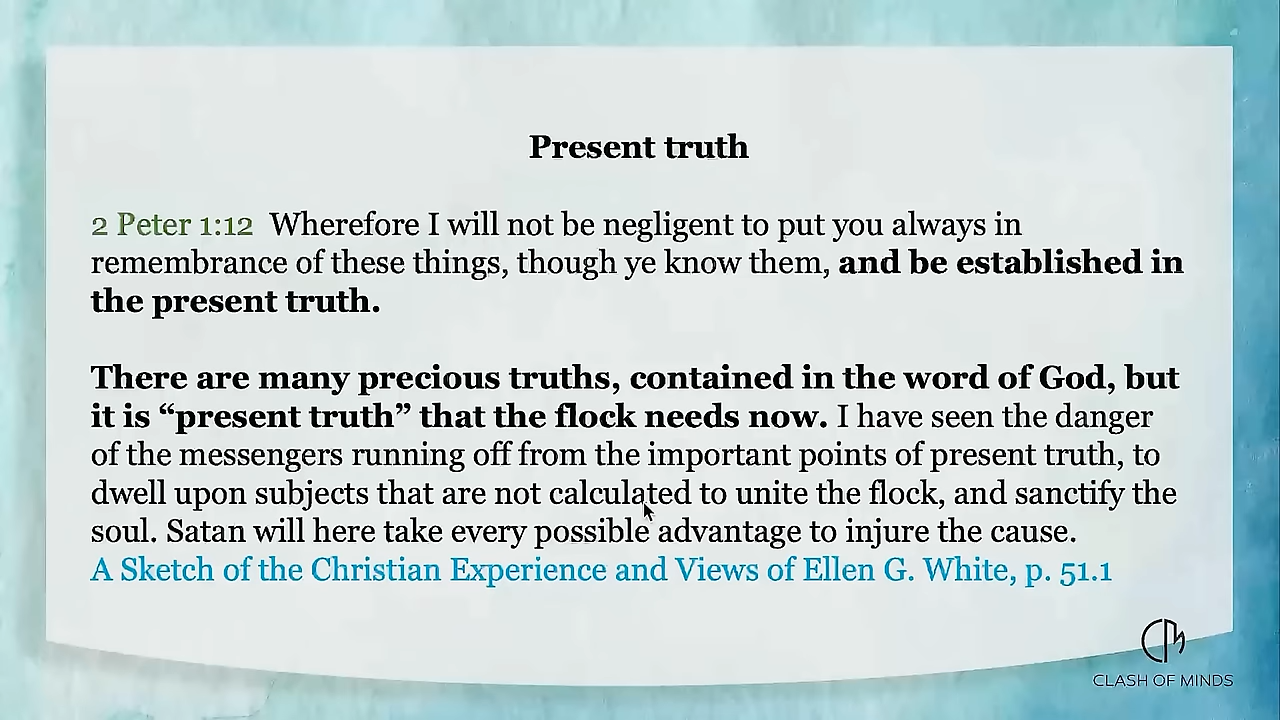 Present truth
2 Peter 1:12  Wherefore I will not be negligent to put you always in
remembrance of these things, though ye know them, and be established in
the present truth.
There are many precious truths, contained in the word of God, but
it is “present truth” that the flock needs now. I have seen the danger
of the messengers running off from the important points of present truth, to
dwell upon subjects that are not calculated to unite the flock, and sanctify the
soul. Satan will here take every possible advantage to injure the cause.
A Sketch of the Christian Experience and Views of Ellen G. White, p. 51.1
CLASH OF MINDS